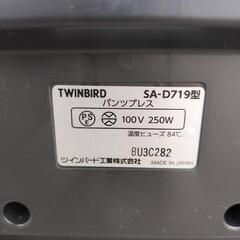 TWINBIRD SA-D719型
パンツプレス
PS E 100V 250W
温度ヒューズ 84℃
BU3C282
ツインバード工業株式会社
MADE IN JAPAN